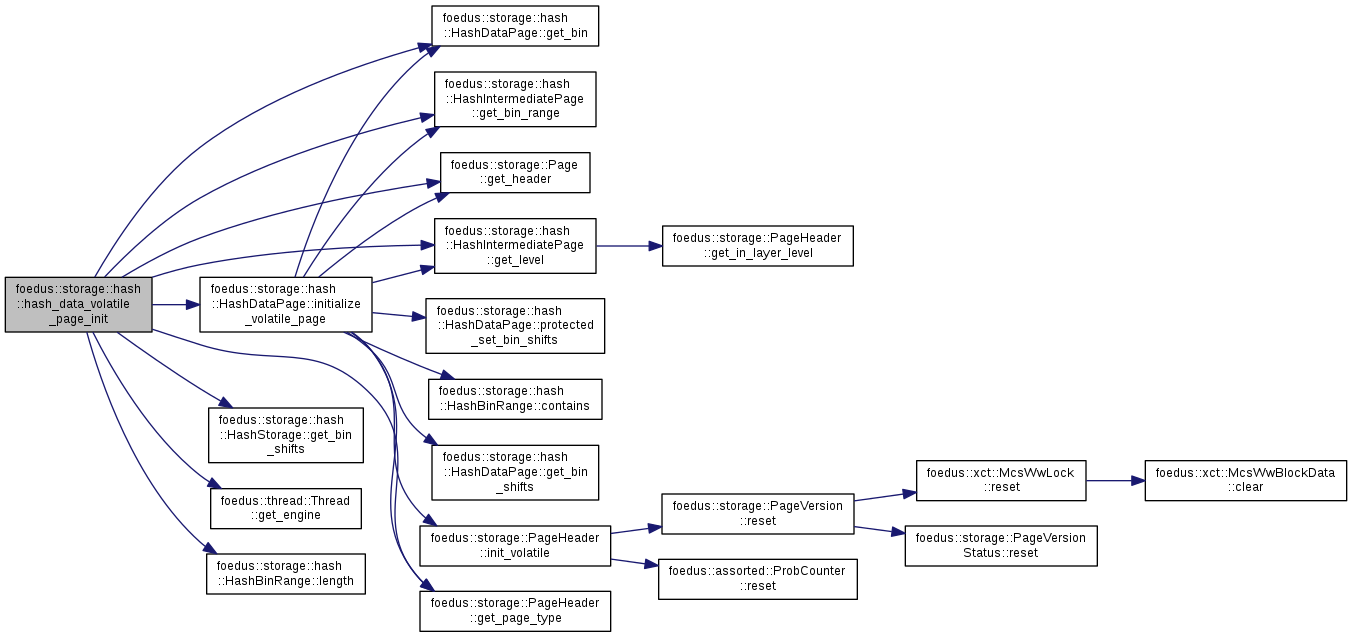 foedus::storage::hash
::hash_data_volatile
_page_init
foedus::storage::hash
::HashDataPage::initialize
_volatile_page
foedus::storage::hash
::HashStorage::get_bin
_shifts
foedus::thread::Thread
::get_engine
foedus::storage::hash
::HashBinRange::length
foedus::storage::hash
::HashDataPage::get_bin
foedus::storage::hash
::HashIntermediatePage
::get_bin_range
foedus::storage::Page
::get_header
foedus::storage::hash
::HashIntermediatePage
::get_level
foedus::storage::hash
::HashDataPage::protected
_set_bin_shifts
foedus::storage::hash
::HashBinRange::contains
foedus::storage::hash
::HashDataPage::get_bin
_shifts
foedus::storage::PageHeader
::init_volatile
foedus::storage::PageHeader
::get_page_type
foedus::storage::PageHeader
::get_in_layer_level
foedus::storage::PageVersion
::reset
foedus::assorted::ProbCounter
::reset
foedus::xct::McsWwLock
::reset
foedus::storage::PageVersion
Status::reset
foedus::xct::McsWwBlockData
::clear